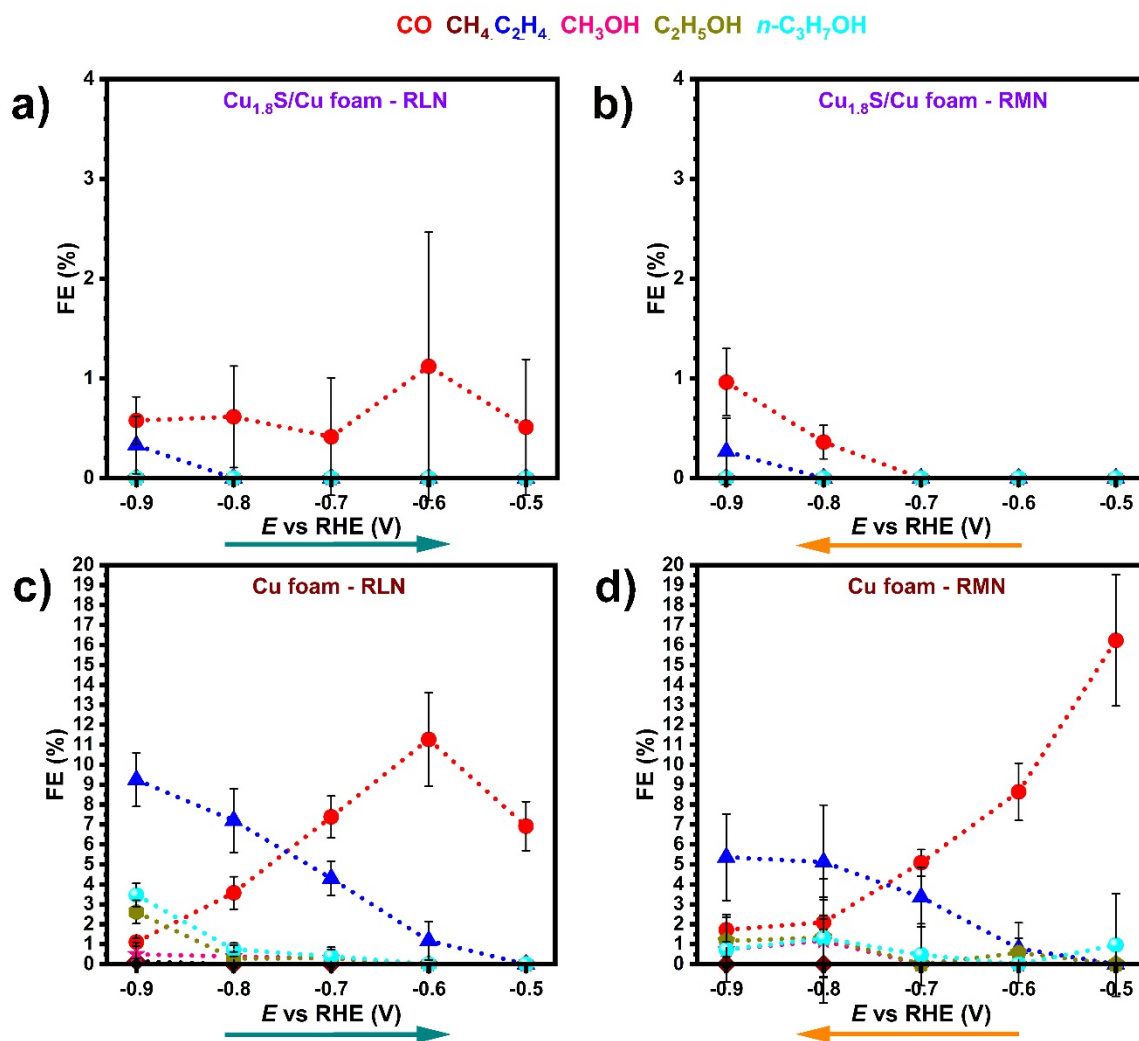 CO CH4 C2H4 CH3OH C2H5OH n-C3H7OH
a)
Cu1.8S/Cu foam - RLN
4
3
2
1
0
FE (%)
-0.9 -0.8 -0.7 -0.6 -0.5
E vs RHE (V)
b)
Cu1.8S/Cu foam - RMN
4
3
2
1
0
FE (%)
-0.9 -0.8 -0.7 -0.6 -0.5
E vs RHE (V)
c)
Cu foam - RLN
20
19
18
17
16
15
14
13
12
11
10
9
8
7
6
5
4
3
2
1
0
FE (%)
-0.9 -0.8 -0.7 -0.6 -0.5
E vs RHE (V)
d)
Cu foam - RMN
20
19
18
17
16
15
14
13
12
11
10
9
8
7
6
5
4
3
2
1
0
FE (%)
-0.9 -0.8 -0.7 -0.6 -0.5
E vs RHE (V)